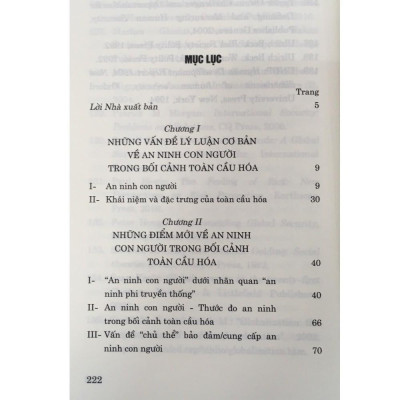 MỤC LỤC
Trang
Lời Nhà xuất bản 5
Chương I
NHỮNG VẤN ĐỀ LÝ LUẬN CƠ BẢN
VỀ AN NINH CON NGƯỜI
TRONG BỐI CẢNH TOÀN CẦU HÓA 9
I- An ninh con người 9
II- Khái niệm và đặc trưng của toàn cầu hóa 30
Chương II
NHỮNG ĐIỂM MỚI VỀ AN NINH
CON NGƯỜI TRONG BỐI CẢNH
TOÀN CẦU HÓA 40
I- “An ninh con người” dưới nhãn quan “an
ninh phi truyền thống” 40
II- An ninh con người - Thước đo an ninh
trong bối cảnh toàn cầu hóa 66
III- Vấn đề “chủ thể” bảo đảm/cung cấp an
ninh con người 70
222